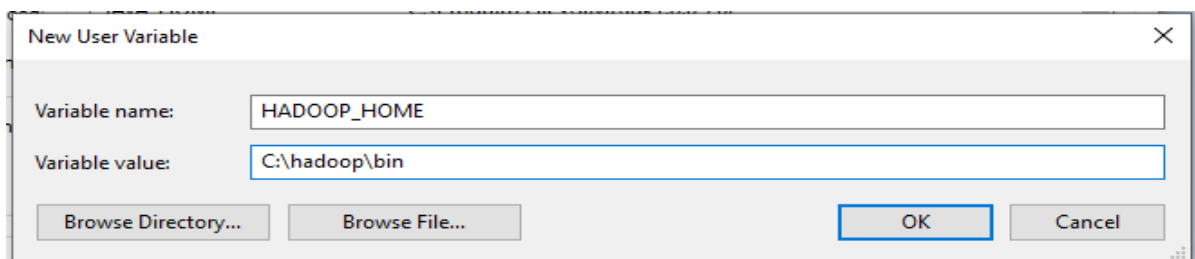 New User Variable
Variable name: HADOOP_HOME
Variable value: C:\hadoop\bin
Browse Directory... Browse File... OK Cancel